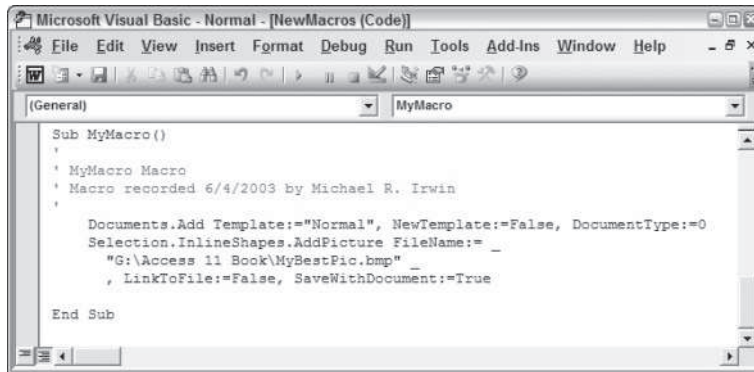 Microsoft Visual Basic - Normal - [NewMacros (Code)]
File Edit View Insert Format Debug Run Tools Add-Ins Window Help
(General) MyMacro
Sub MyMacro()
'
' MyMacro Macro
' Macro recorded 6/4/2003 by Michael R. Irwin
'
Documents.Add Template:="Normal", NewTemplate:=False, DocumentType:=0
Selection.InlineShapes.AddPicture FileName:= _
"G:\Access 11 Book\MyBestPic.bmp" _
, LinkToFile:=False, SaveWithDocument:=True
End Sub